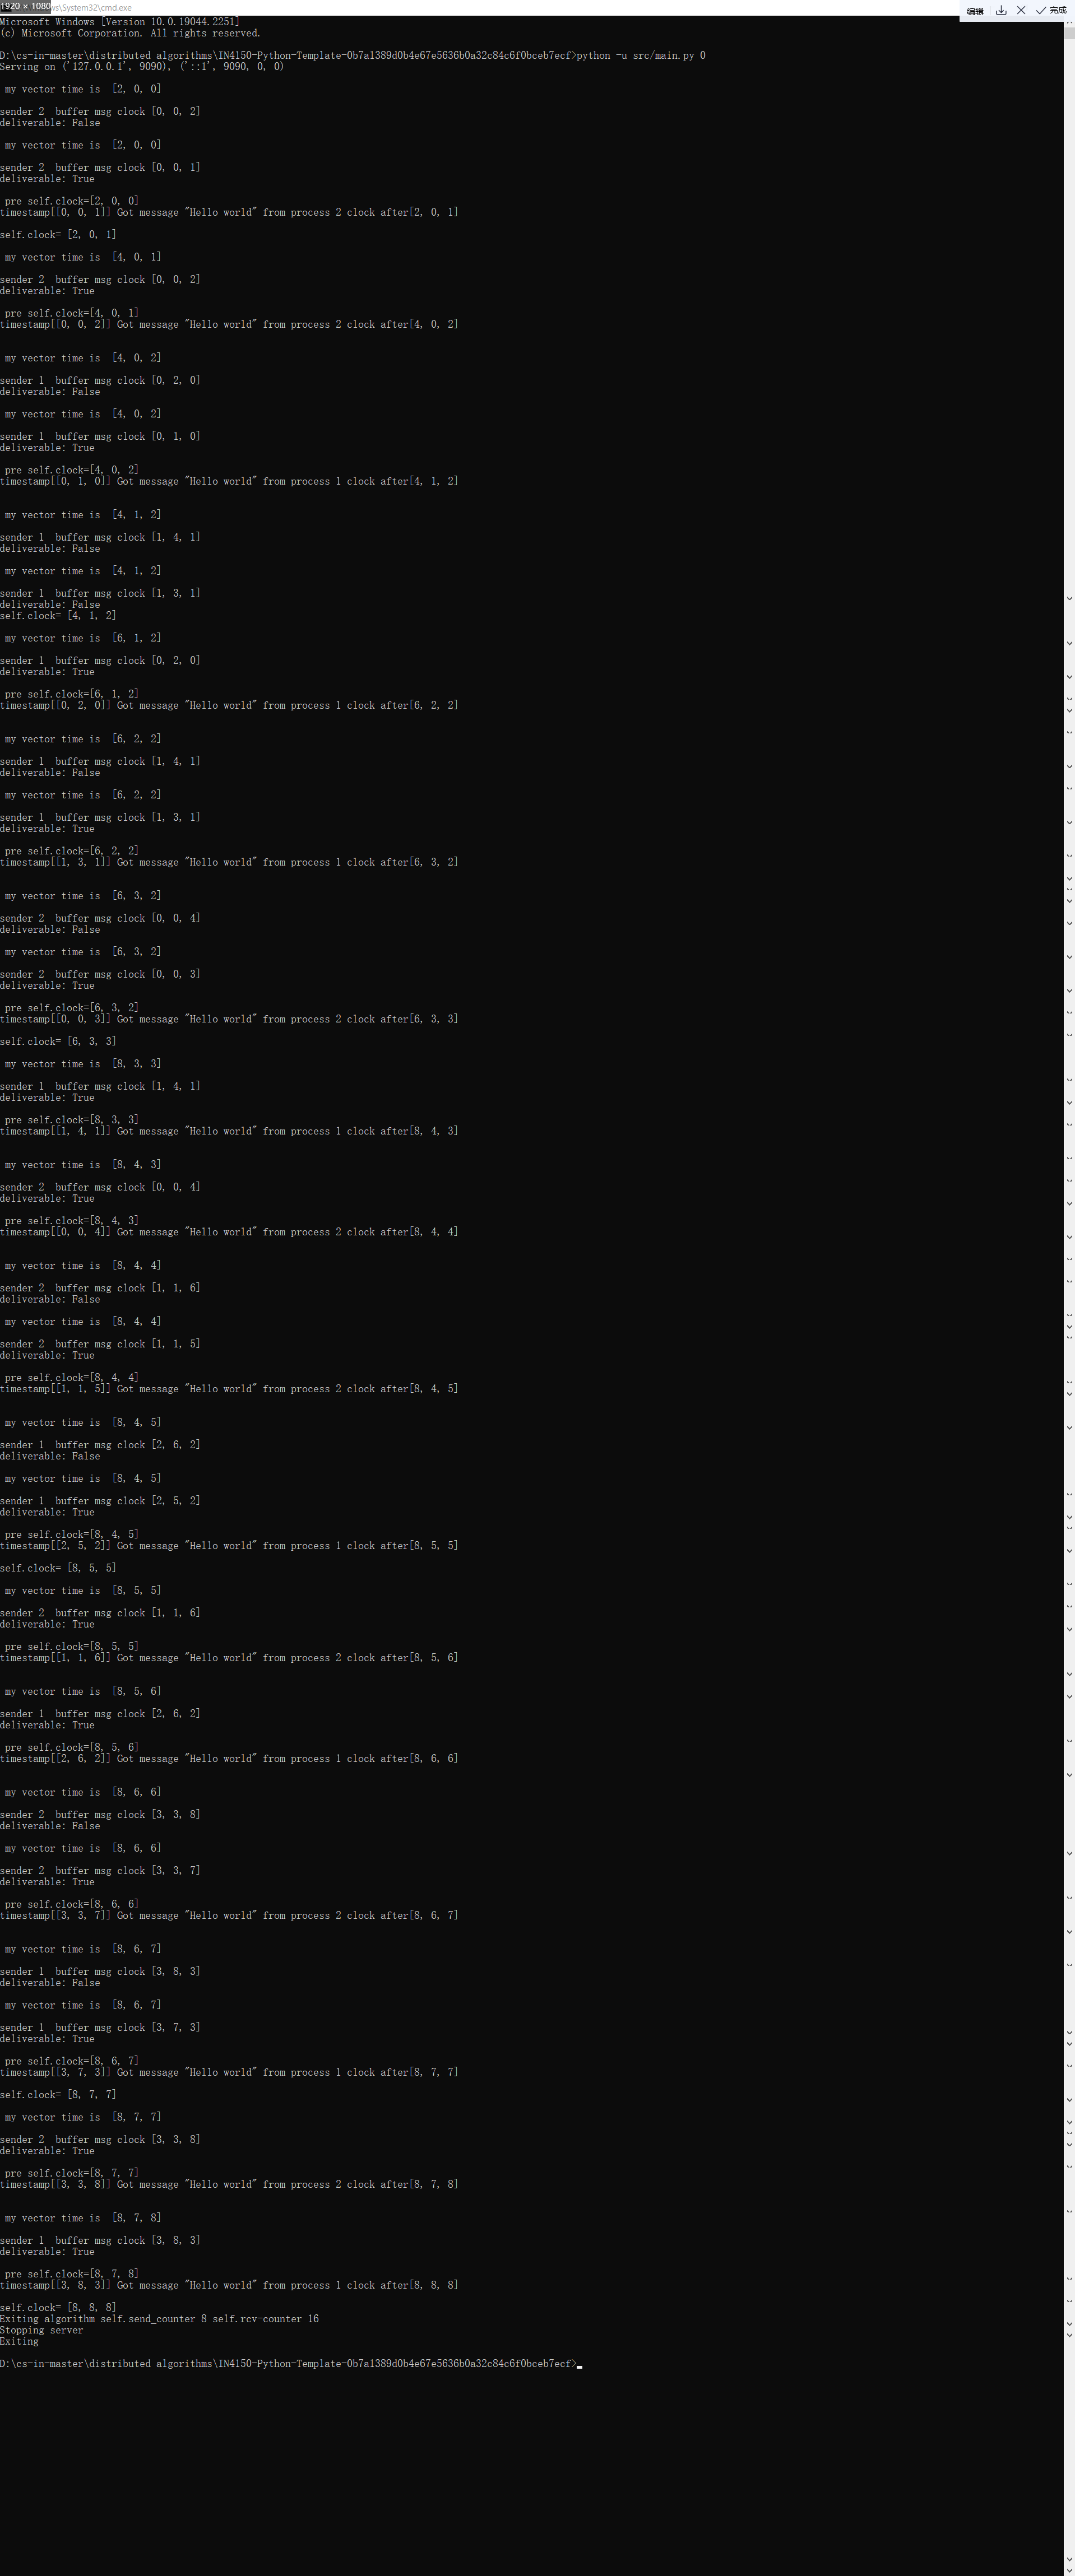 1920 × 1080
ws\System32\cmd.exe
编辑
完成
Microsoft Windows [Version 10.0.19044.2251]
(c) Microsoft Corporation. All rights reserved.
D:\cs-in-master\distributed algorithms\IN4150-Python-Template-0b7a1389d0b4e67e5636b0a32c84c6f0bceb7ecf>python -u src/main.py 0
Serving on ('127.0.0.1', 9090), ('::1', 9090, 0, 0)
my vector time is  [2, 0, 0]
sender 2  buffer msg clock [0, 0, 2]
deliverable: False
my vector time is  [2, 0, 0]
sender 2  buffer msg clock [0, 0, 1]
deliverable: True
pre self.clock=[2, 0, 0]
timestamp[[0, 0, 1]] Got message "Hello world" from process 2 clock after[2, 0, 1]
self.clock= [2, 0, 1]
my vector time is  [4, 0, 1]
sender 2  buffer msg clock [0, 0, 2]
deliverable: True
pre self.clock=[4, 0, 1]
timestamp[[0, 0, 2]] Got message "Hello world" from process 2 clock after[4, 0, 2]
my vector time is  [4, 0, 2]
sender 1  buffer msg clock [0, 2, 0]
deliverable: False
my vector time is  [4, 0, 2]
sender 1  buffer msg clock [0, 1, 0]
deliverable: True
pre self.clock=[4, 0, 2]
timestamp[[0, 1, 0]] Got message "Hello world" from process 1 clock after[4, 1, 2]
my vector time is  [4, 1, 2]
sender 1  buffer msg clock [1, 4, 1]
deliverable: False
my vector time is  [4, 1, 2]
sender 1  buffer msg clock [1, 3, 1]
deliverable: False
self.clock= [4, 1, 2]
my vector time is  [6, 1, 2]
sender 1  buffer msg clock [0, 2, 0]
deliverable: True
pre self.clock=[6, 1, 2]
timestamp[[0, 2, 0]] Got message "Hello world" from process 1 clock after[6, 2, 2]
my vector time is  [6, 2, 2]
sender 1  buffer msg clock [1, 4, 1]
deliverable: False
my vector time is  [6, 2, 2]
sender 1  buffer msg clock [1, 3, 1]
deliverable: True
pre self.clock=[6, 2, 2]
timestamp[[1, 3, 1]] Got message "Hello world" from process 1 clock after[6, 3, 2]
my vector time is  [6, 3, 2]
sender 2  buffer msg clock [0, 0, 4]
deliverable: False
my vector time is  [6, 3, 2]
sender 2  buffer msg clock [0, 0, 3]
deliverable: True
pre self.clock=[6, 3, 2]
timestamp[[0, 0, 3]] Got message "Hello world" from process 2 clock after[6, 3, 3]
self.clock= [6, 3, 3]
my vector time is  [8, 3, 3]
sender 1  buffer msg clock [1, 4, 1]
deliverable: True
pre self.clock=[8, 3, 3]
timestamp[[1, 4, 1]] Got message "Hello world" from process 1 clock after[8, 4, 3]
my vector time is  [8, 4, 3]
sender 2  buffer msg clock [0, 0, 4]
deliverable: True
pre self.clock=[8, 4, 3]
timestamp[[0, 0, 4]] Got message "Hello world" from process 2 clock after[8, 4, 4]
my vector time is  [8, 4, 4]
sender 2  buffer msg clock [1, 1, 6]
deliverable: False
my vector time is  [8, 4, 4]
sender 2  buffer msg clock [1, 1, 5]
deliverable: True
pre self.clock=[8, 4, 4]
timestamp[[1, 1, 5]] Got message "Hello world" from process 2 clock after[8, 4, 5]
my vector time is  [8, 4, 5]
sender 1  buffer msg clock [2, 6, 2]
deliverable: False
my vector time is  [8, 4, 5]
sender 1  buffer msg clock [2, 5, 2]
deliverable: True
pre self.clock=[8, 4, 5]
timestamp[[2, 5, 2]] Got message "Hello world" from process 1 clock after[8, 5, 5]
self.clock= [8, 5, 5]
my vector time is  [8, 5, 5]
sender 2  buffer msg clock [1, 1, 6]
deliverable: True
pre self.clock=[8, 5, 5]
timestamp[[1, 1, 6]] Got message "Hello world" from process 2 clock after[8, 5, 6]
my vector time is  [8, 5, 6]
sender 1  buffer msg clock [2, 6, 2]
deliverable: True
pre self.clock=[8, 5, 6]
timestamp[[2, 6, 2]] Got message "Hello world" from process 1 clock after[8, 6, 6]
my vector time is  [8, 6, 6]
sender 2  buffer msg clock [3, 3, 8]
deliverable: False
my vector time is  [8, 6, 6]
sender 2  buffer msg clock [3, 3, 7]
deliverable: True
pre self.clock=[8, 6, 6]
timestamp[[3, 3, 7]] Got message "Hello world" from process 2 clock after[8, 6, 7]
my vector time is  [8, 6, 7]
sender 1  buffer msg clock [3, 8, 3]
deliverable: False
my vector time is  [8, 6, 7]
sender 1  buffer msg clock [3, 7, 3]
deliverable: True
pre self.clock=[8, 6, 7]
timestamp[[3, 7, 3]] Got message "Hello world" from process 1 clock after[8, 7, 7]
self.clock= [8, 7, 7]
my vector time is  [8, 7, 7]
sender 2  buffer msg clock [3, 3, 8]
deliverable: True
pre self.clock=[8, 7, 7]
timestamp[[3, 3, 8]] Got message "Hello world" from process 2 clock after[8, 7, 8]
my vector time is  [8, 7, 8]
sender 1  buffer msg clock [3, 8, 3]
deliverable: True
pre self.clock=[8, 7, 8]
timestamp[[3, 8, 3]] Got message "Hello world" from process 1 clock after[8, 8, 8]
self.clock= [8, 8, 8]
Exiting algorithm self.send_counter 8 self.rcv-counter 16
Stopping server
Exiting
D:\cs-in-master\distributed algorithms\IN4150-Python-Template-0b7a1389d0b4e67e5636b0a32c84c6f0bceb7ecf>